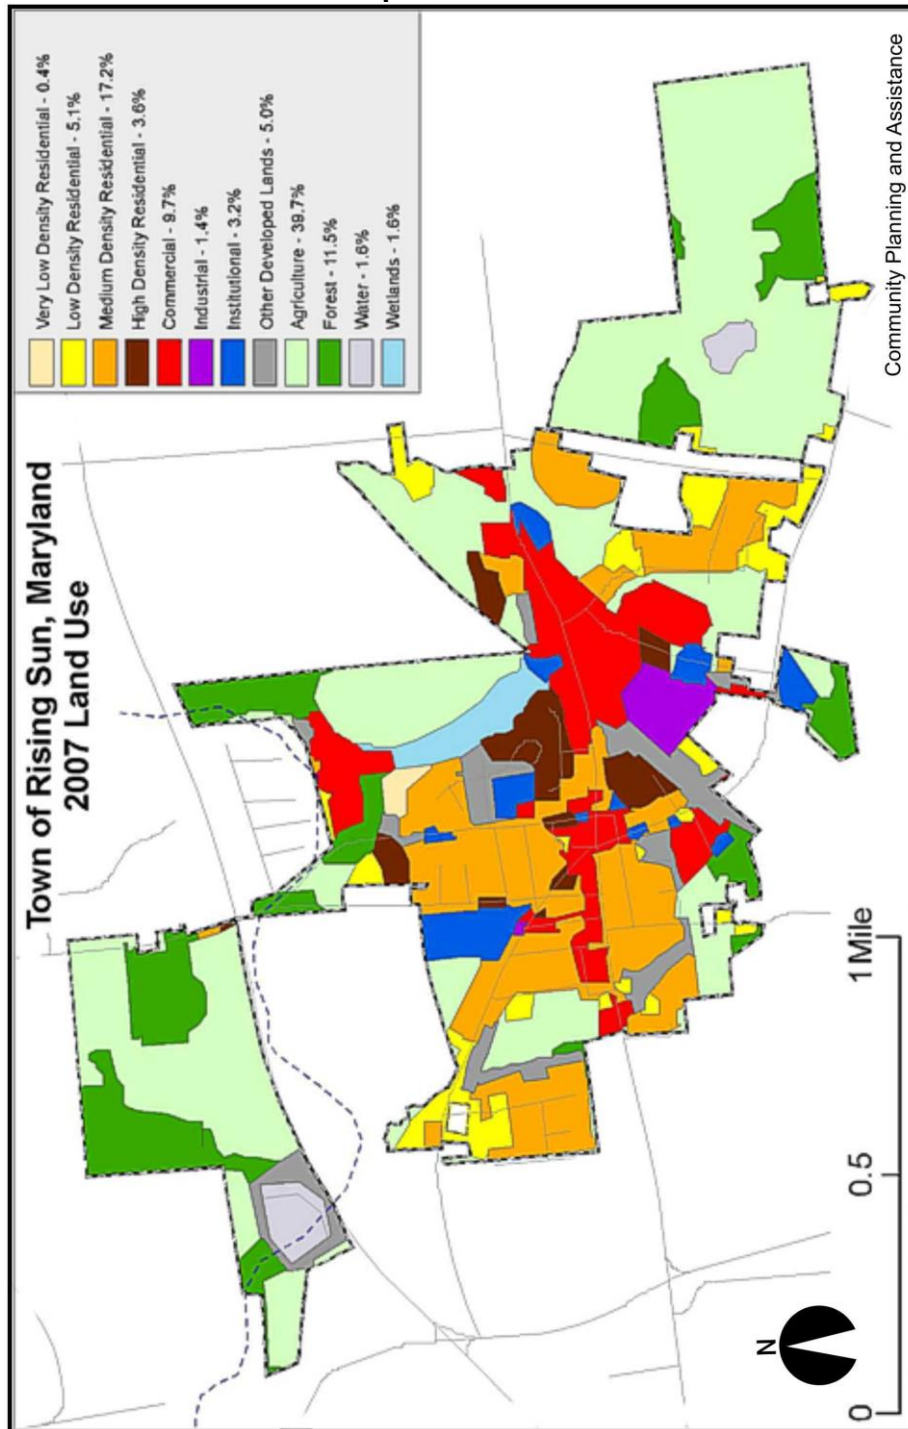 Town of Rising Sun, Maryland
2007 Land Use
Very Low Density Residential - 0.4%
Low Density Residential - 5.1%
Medium Density Residential - 17.2%
High Density Residential - 3.6%
Commercial - 9.7%
Industrial - 1.4%
Institutional - 3.2%
Other Developed Lands - 5.0%
Agriculture - 39.7%
Forest - 11.5%
Water - 1.6%
Wetlands - 1.6%
N
0 0.5 1 Mile
Community Planning and Assistance